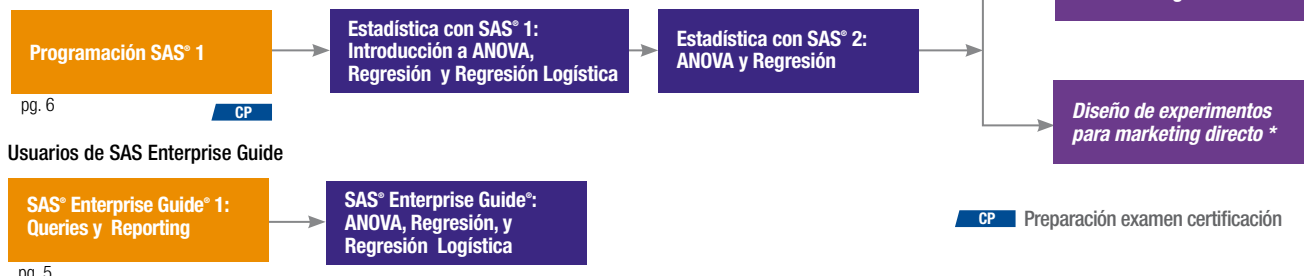 Programación SAS® 1
pg. 6
CP
Estadística con SAS® 1:
Introducción a ANOVA,
Regresión y Regresión Logística
Estadística con SAS® 2:
ANOVA y Regresión
Diseño de experimentos
para marketing directo *
Usuarios de SAS Enterprise Guide
SAS® Enterprise Guide® 1:
Queries y Reporting
pg. 5
SAS® Enterprise Guide®:
ANOVA, Regresión, y
Regresión Logística
CP Preparación examen certificación